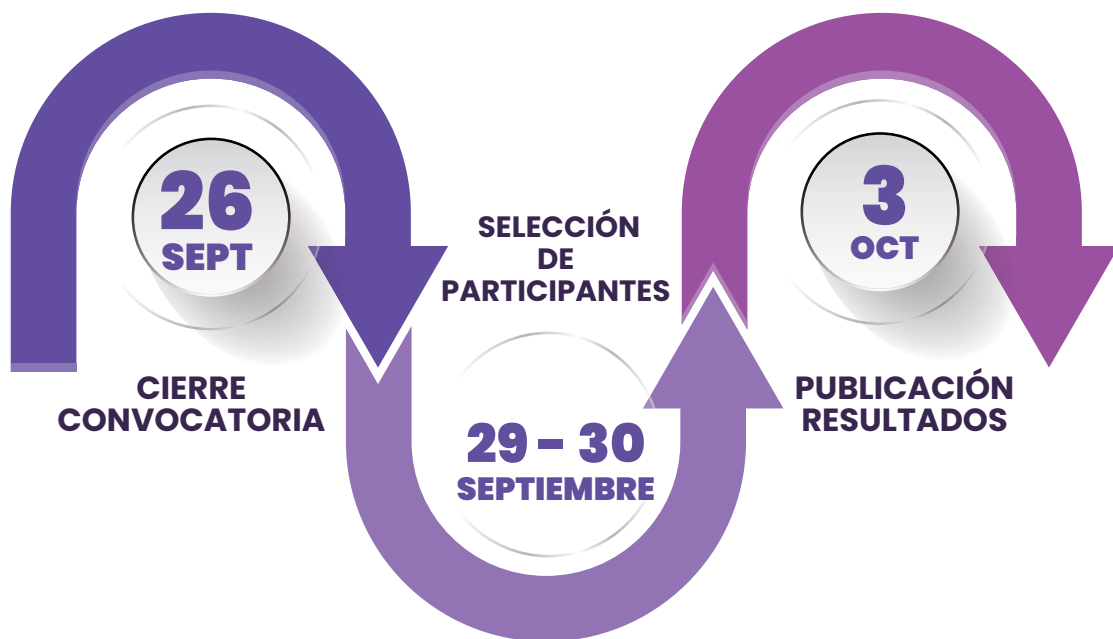 26
SEPT
CIERRE
CONVOCATORIA
SELECCIÓN
DE
PARTICIPANTES
29 – 30
SEPTIEMBRE
3
OCT
PUBLICACIÓN
RESULTADOS